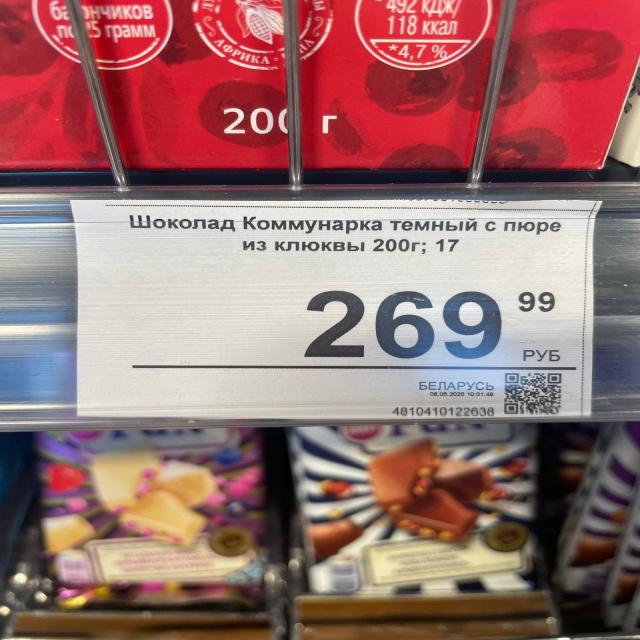 батончиков
по 25 грамм
АФРИКА
492 кДж/
118 ккал
*4,7 %
200 г
Шоколад Коммунарка темный с пюре
из клюквы 200г; 17
269 99
РУБ
БЕЛАРУСЬ
4810410122638